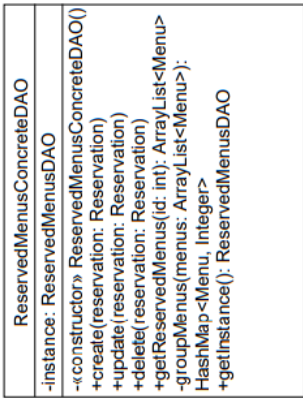 ReservedMenusConcreteDAO
-instance: ReservedMenusDAO
-«constructor» ReservedMenusConcreteDAO()
+create(reservation: Reservation)
+update(reservation: Reservation)
+delete(reservation: Reservation)
+getReservedMenus(id: int): ArrayList<Menu>
-groupMenus(menus: ArrayList<Menu>):
HashMap<Menu, Integer>
+getInstance(): ReservedMenusDAO